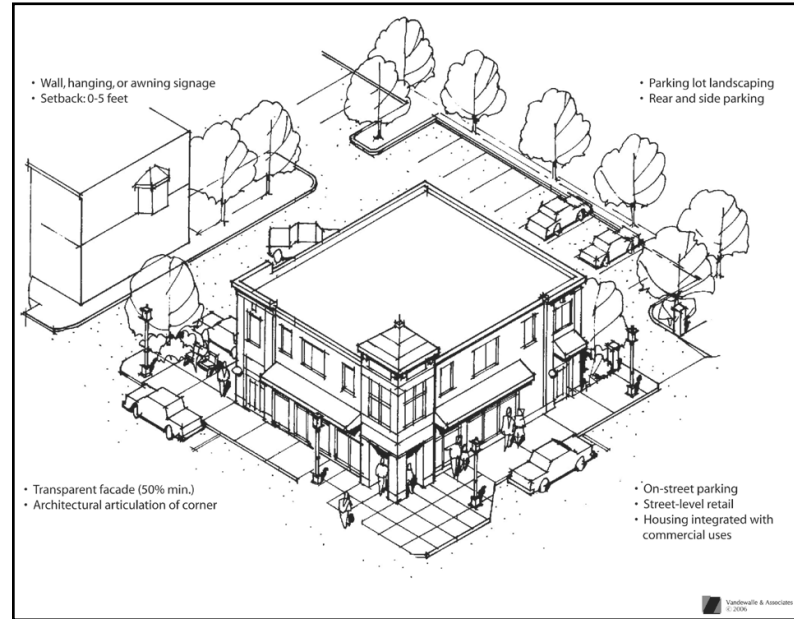 • Wall, hanging, or awning signage
• Setback: 0-5 feet
• Parking lot landscaping
• Rear and side parking
• Transparent facade (50% min.)
• Architectural articulation of corner
• On-street parking
• Street-level retail
• Housing integrated with
commercial uses
Vandewalle & Associates
© 2006